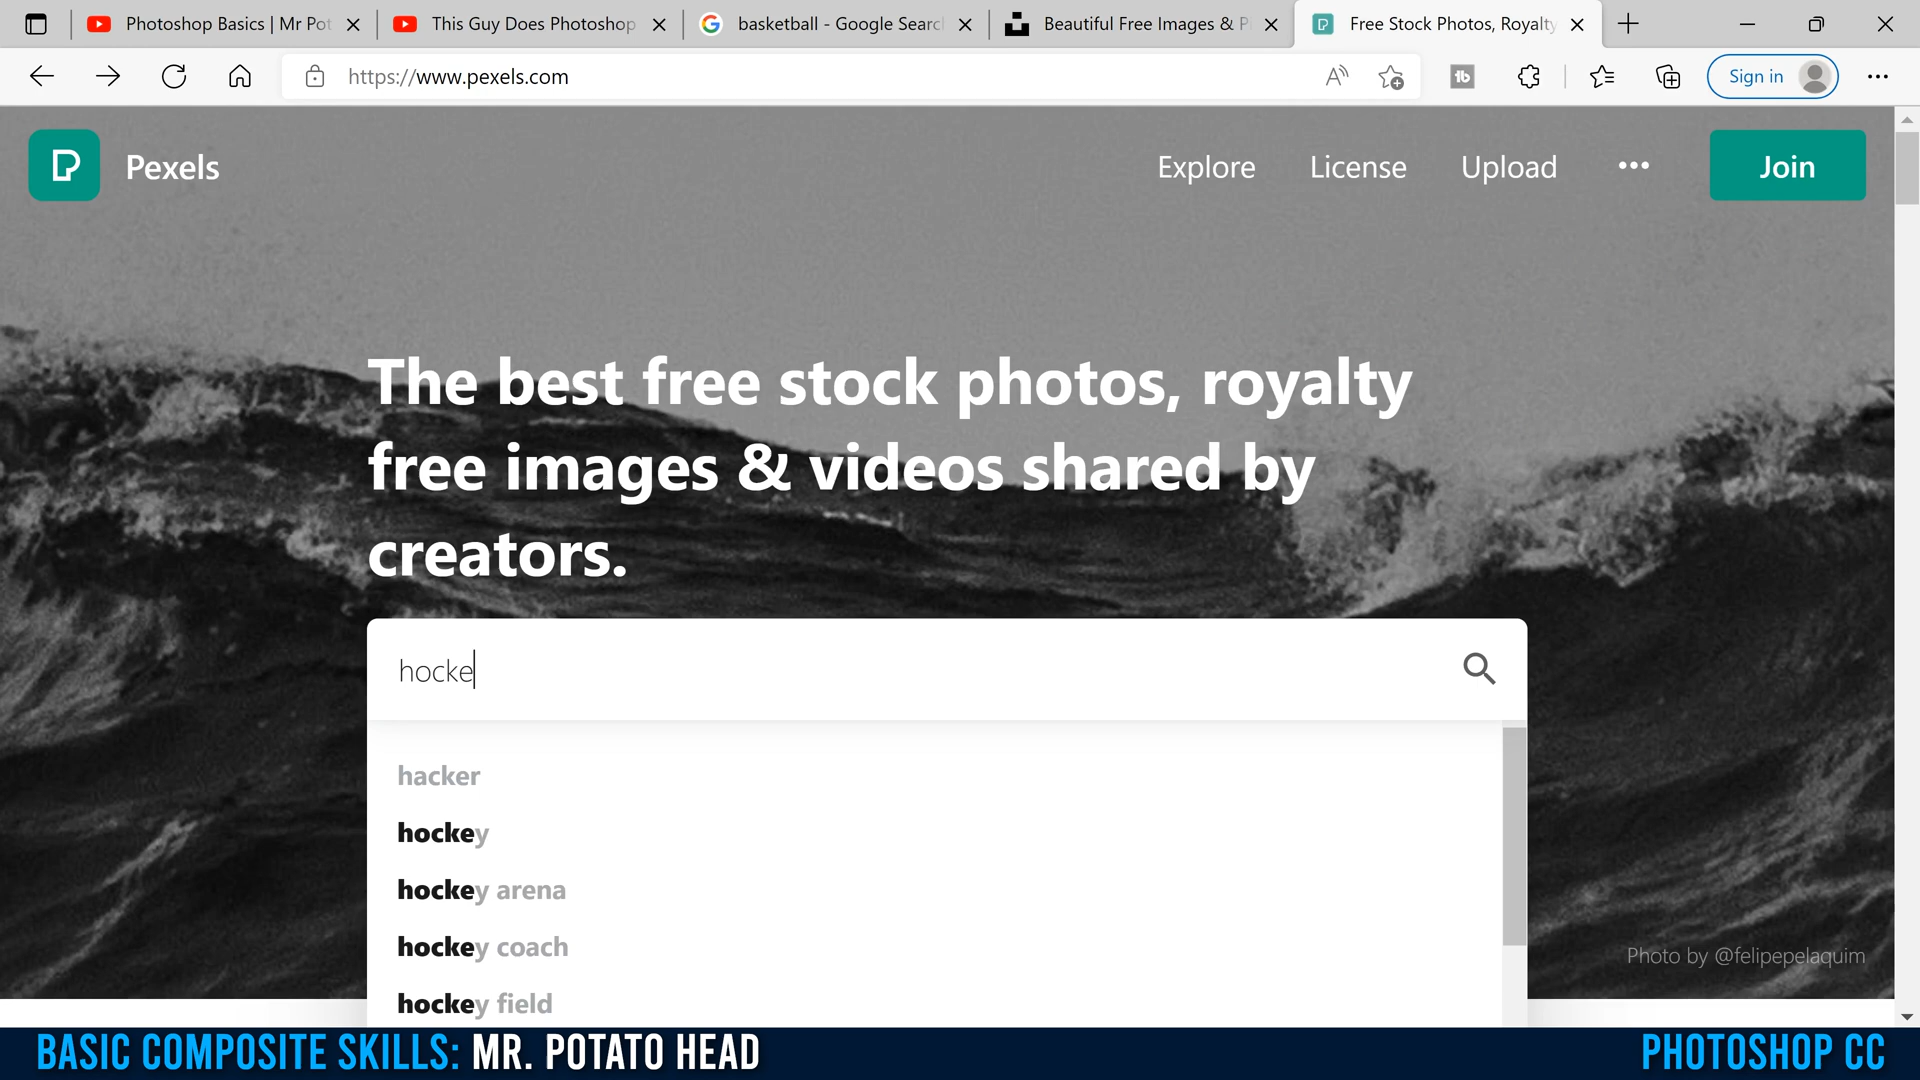 Photoshop Basics | Mr Pot
This Guy Does Photoshop
basketball - Google Searc
Beautiful Free Images & P
Free Stock Photos, Royalty
https://www.pexels.com
Sign in
Pexels
Explore
License
Upload
Join
The best free stock photos, royalty
free images & videos shared by
creators.
hocke
hacker
hockey
hockey arena
hockey coach
hockey field
Photo by @felipepelaquim
BASIC COMPOSITE SKILLS: MR. POTATO HEAD
PHOTOSHOP CC